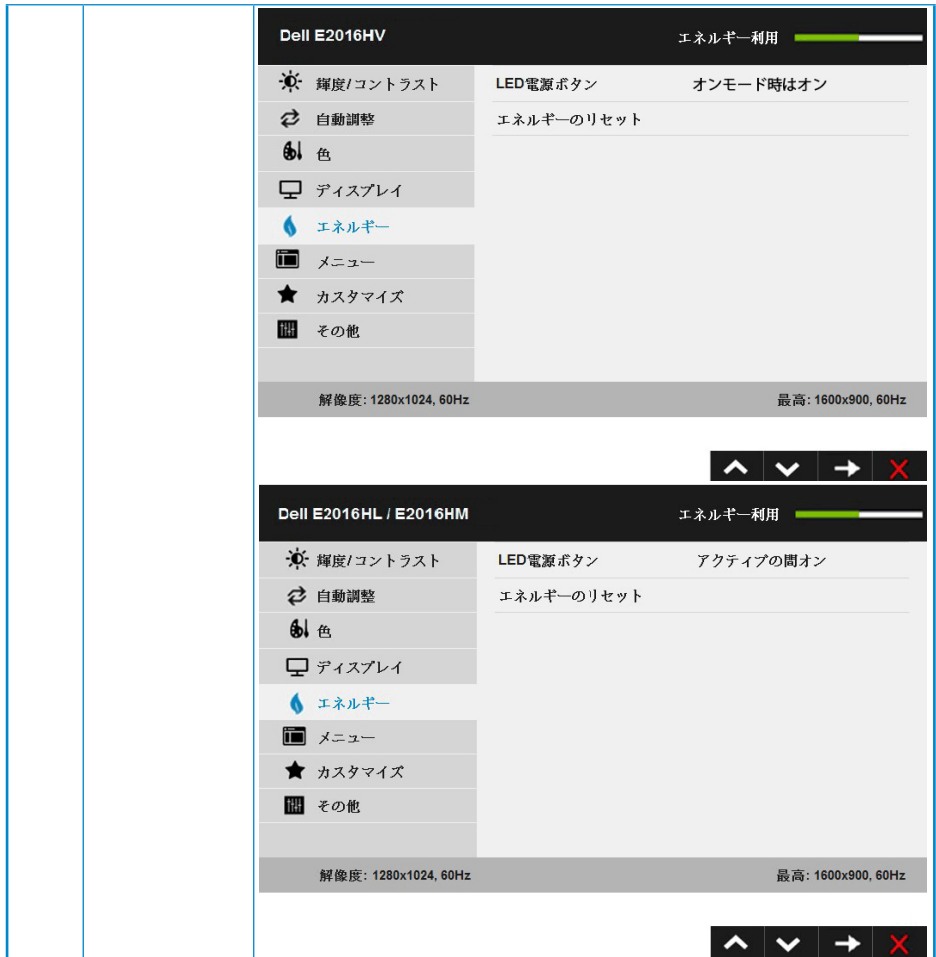 Dell E2016HV エネルギー利用
輝度/コントラスト LED電源ボタン オンモード時はオン
自動調整 エネルギーのリセット
色
ディスプレイ
エネルギー
メニュー
カスタマイズ
その他
解像度: 1280x1024, 60Hz 最高: 1600x900, 60Hz
Dell E2016HL / E2016HM エネルギー利用
輝度/コントラスト LED電源ボタン アクティブの間オン
自動調整 エネルギーのリセット
色
ディスプレイ
エネルギー
メニュー
カスタマイズ
その他
解像度: 1280x1024, 60Hz 最高: 1600x900, 60Hz